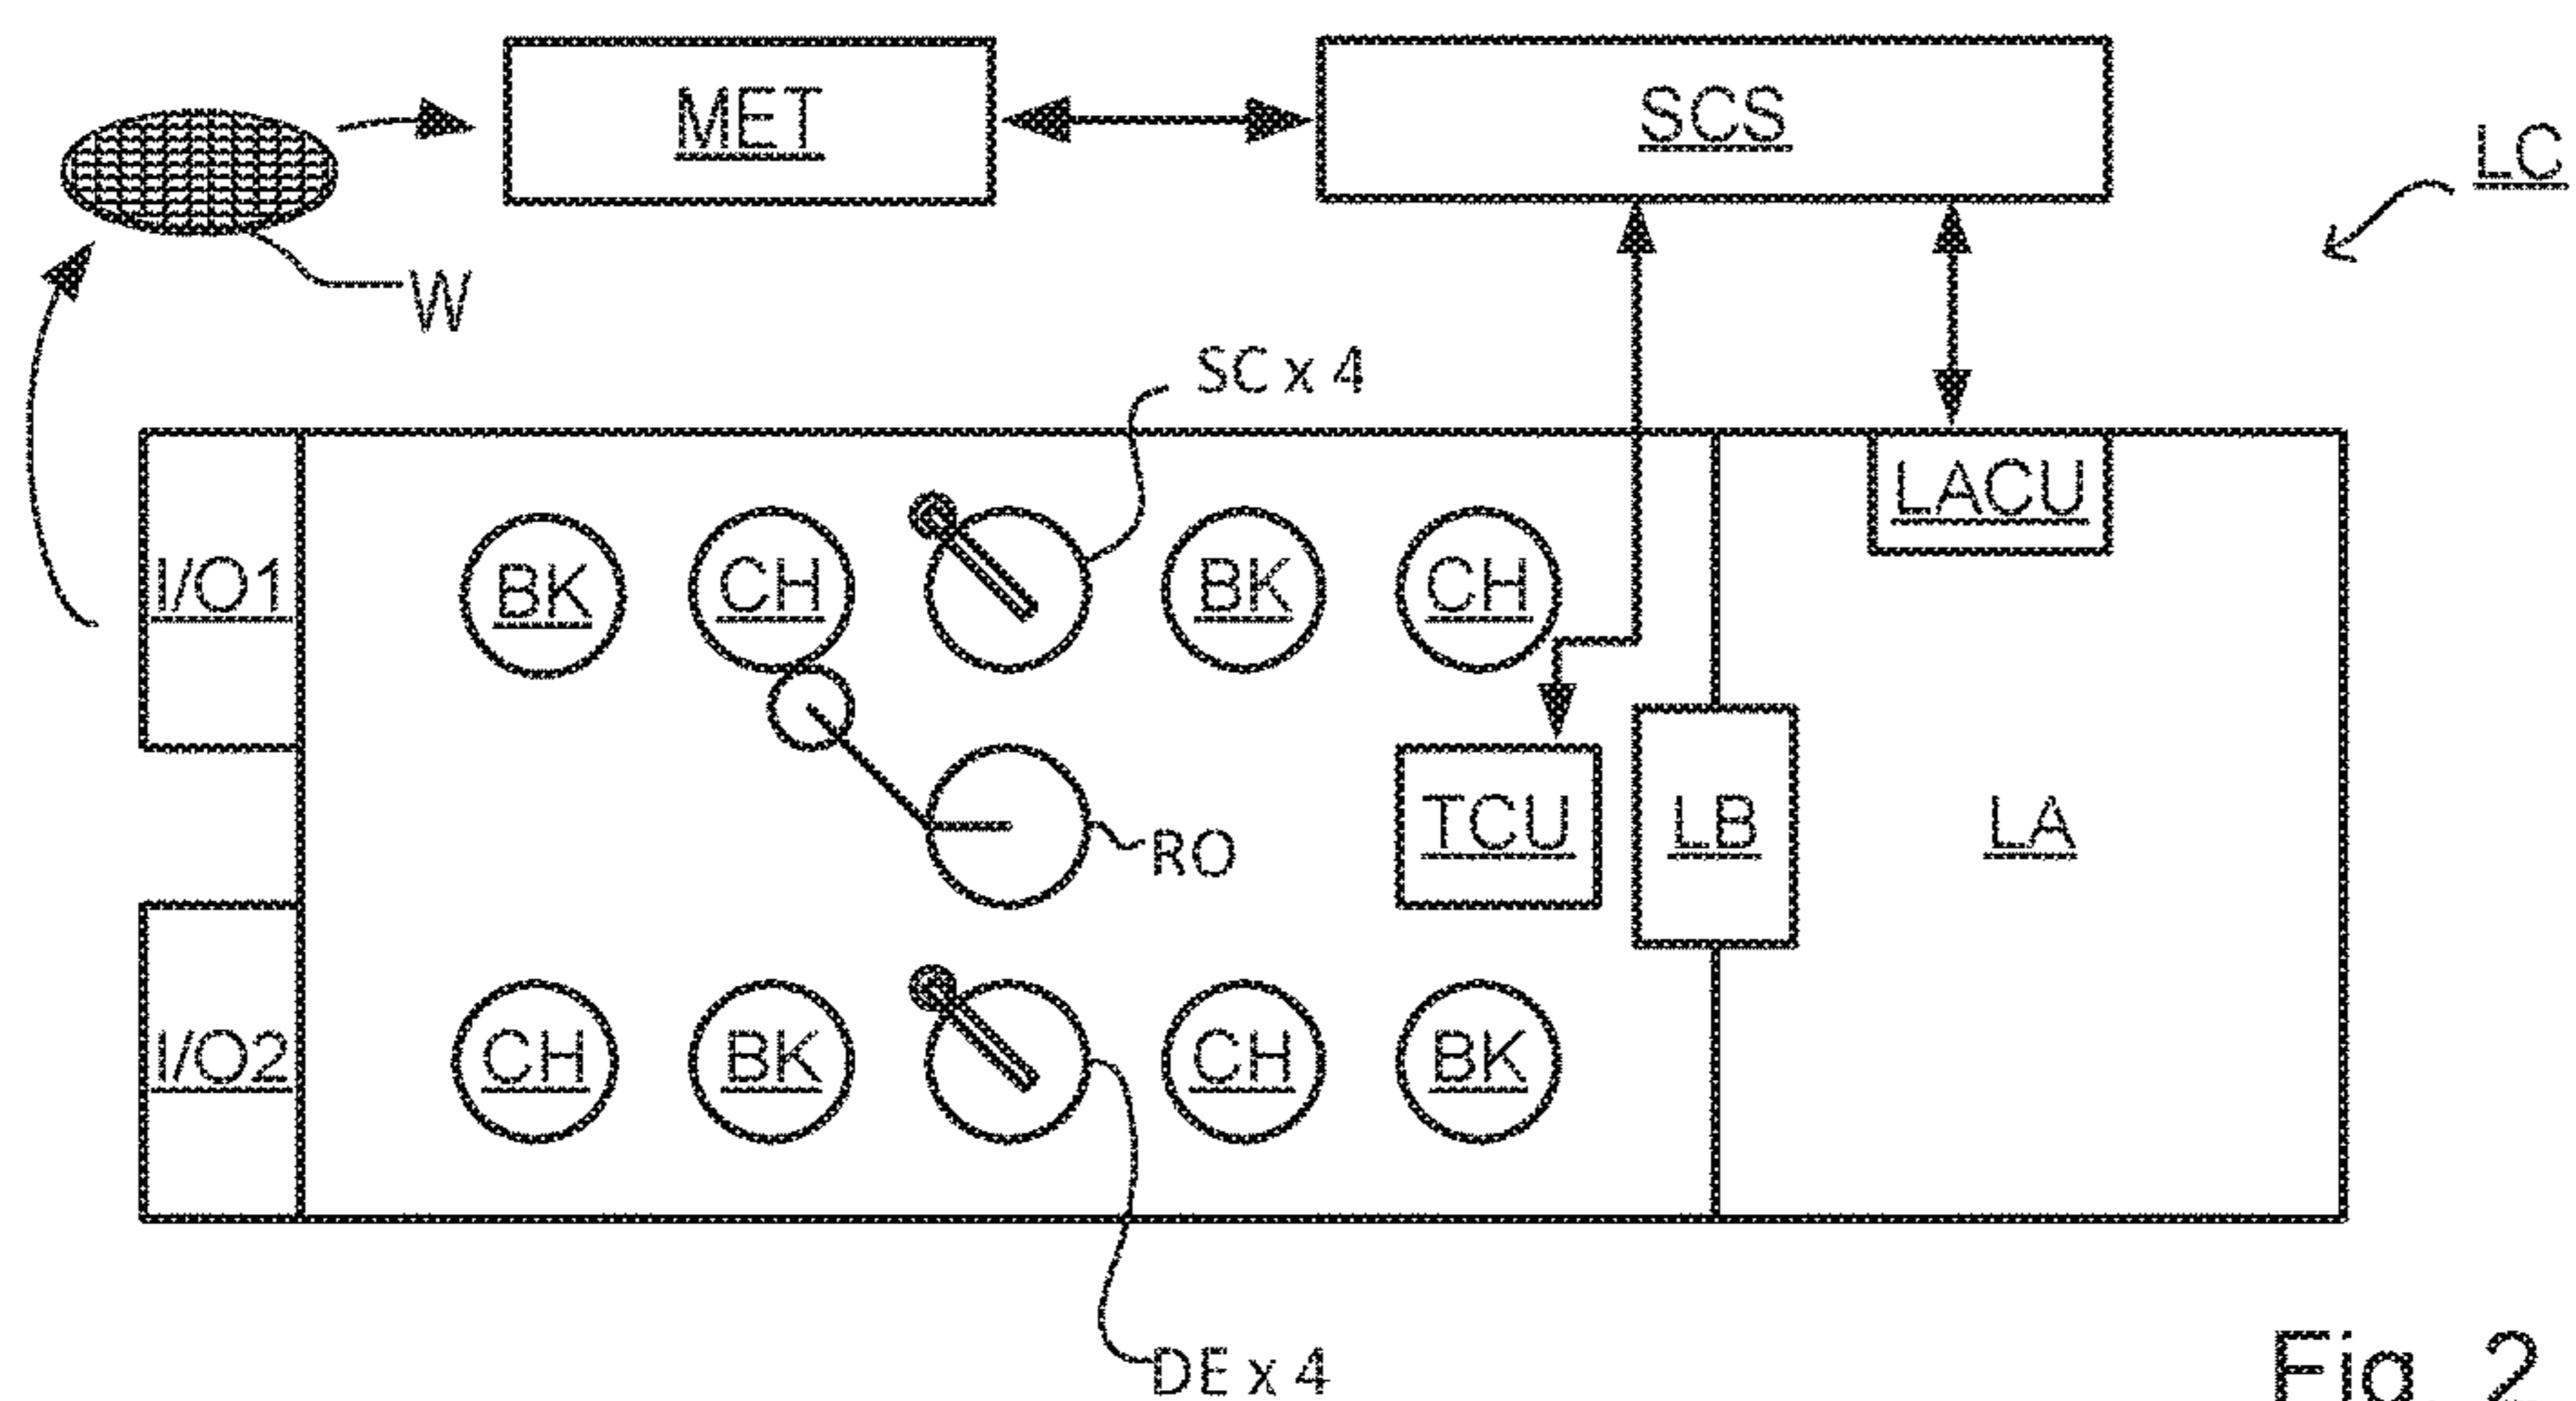 MET
SCS
LC
W
SC x 4
LACU
I/O1
BK
CH
BK
CH
TCU
LB
LA
RO
I/O2
CH
BK
CH
BK
DE x 4
Fig. 2